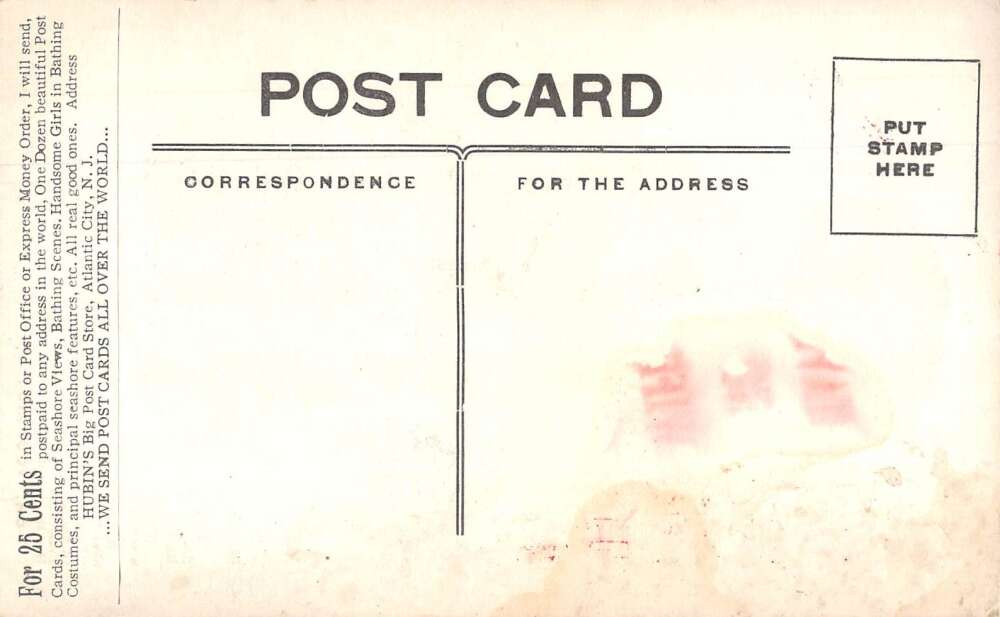 For 25 Cents in Stamps or Post Office or Express Money Order, I will send,
postpaid to any address in the world, One Dozen beautiful Post
Cards, consisting of Seashore Views, Bathing Scenes. Handsome Girls in Bathing
Costumes, and principal seashore features, etc. All real good ones. Address
HUBIN'S Big Post Card Store, Atlantic City, N. J.
...WE SEND POST CARDS ALL OVER THE WORLD...
POST CARD
CORRESPONDENCE
FOR THE ADDRESS
PUT
STAMP
HERE